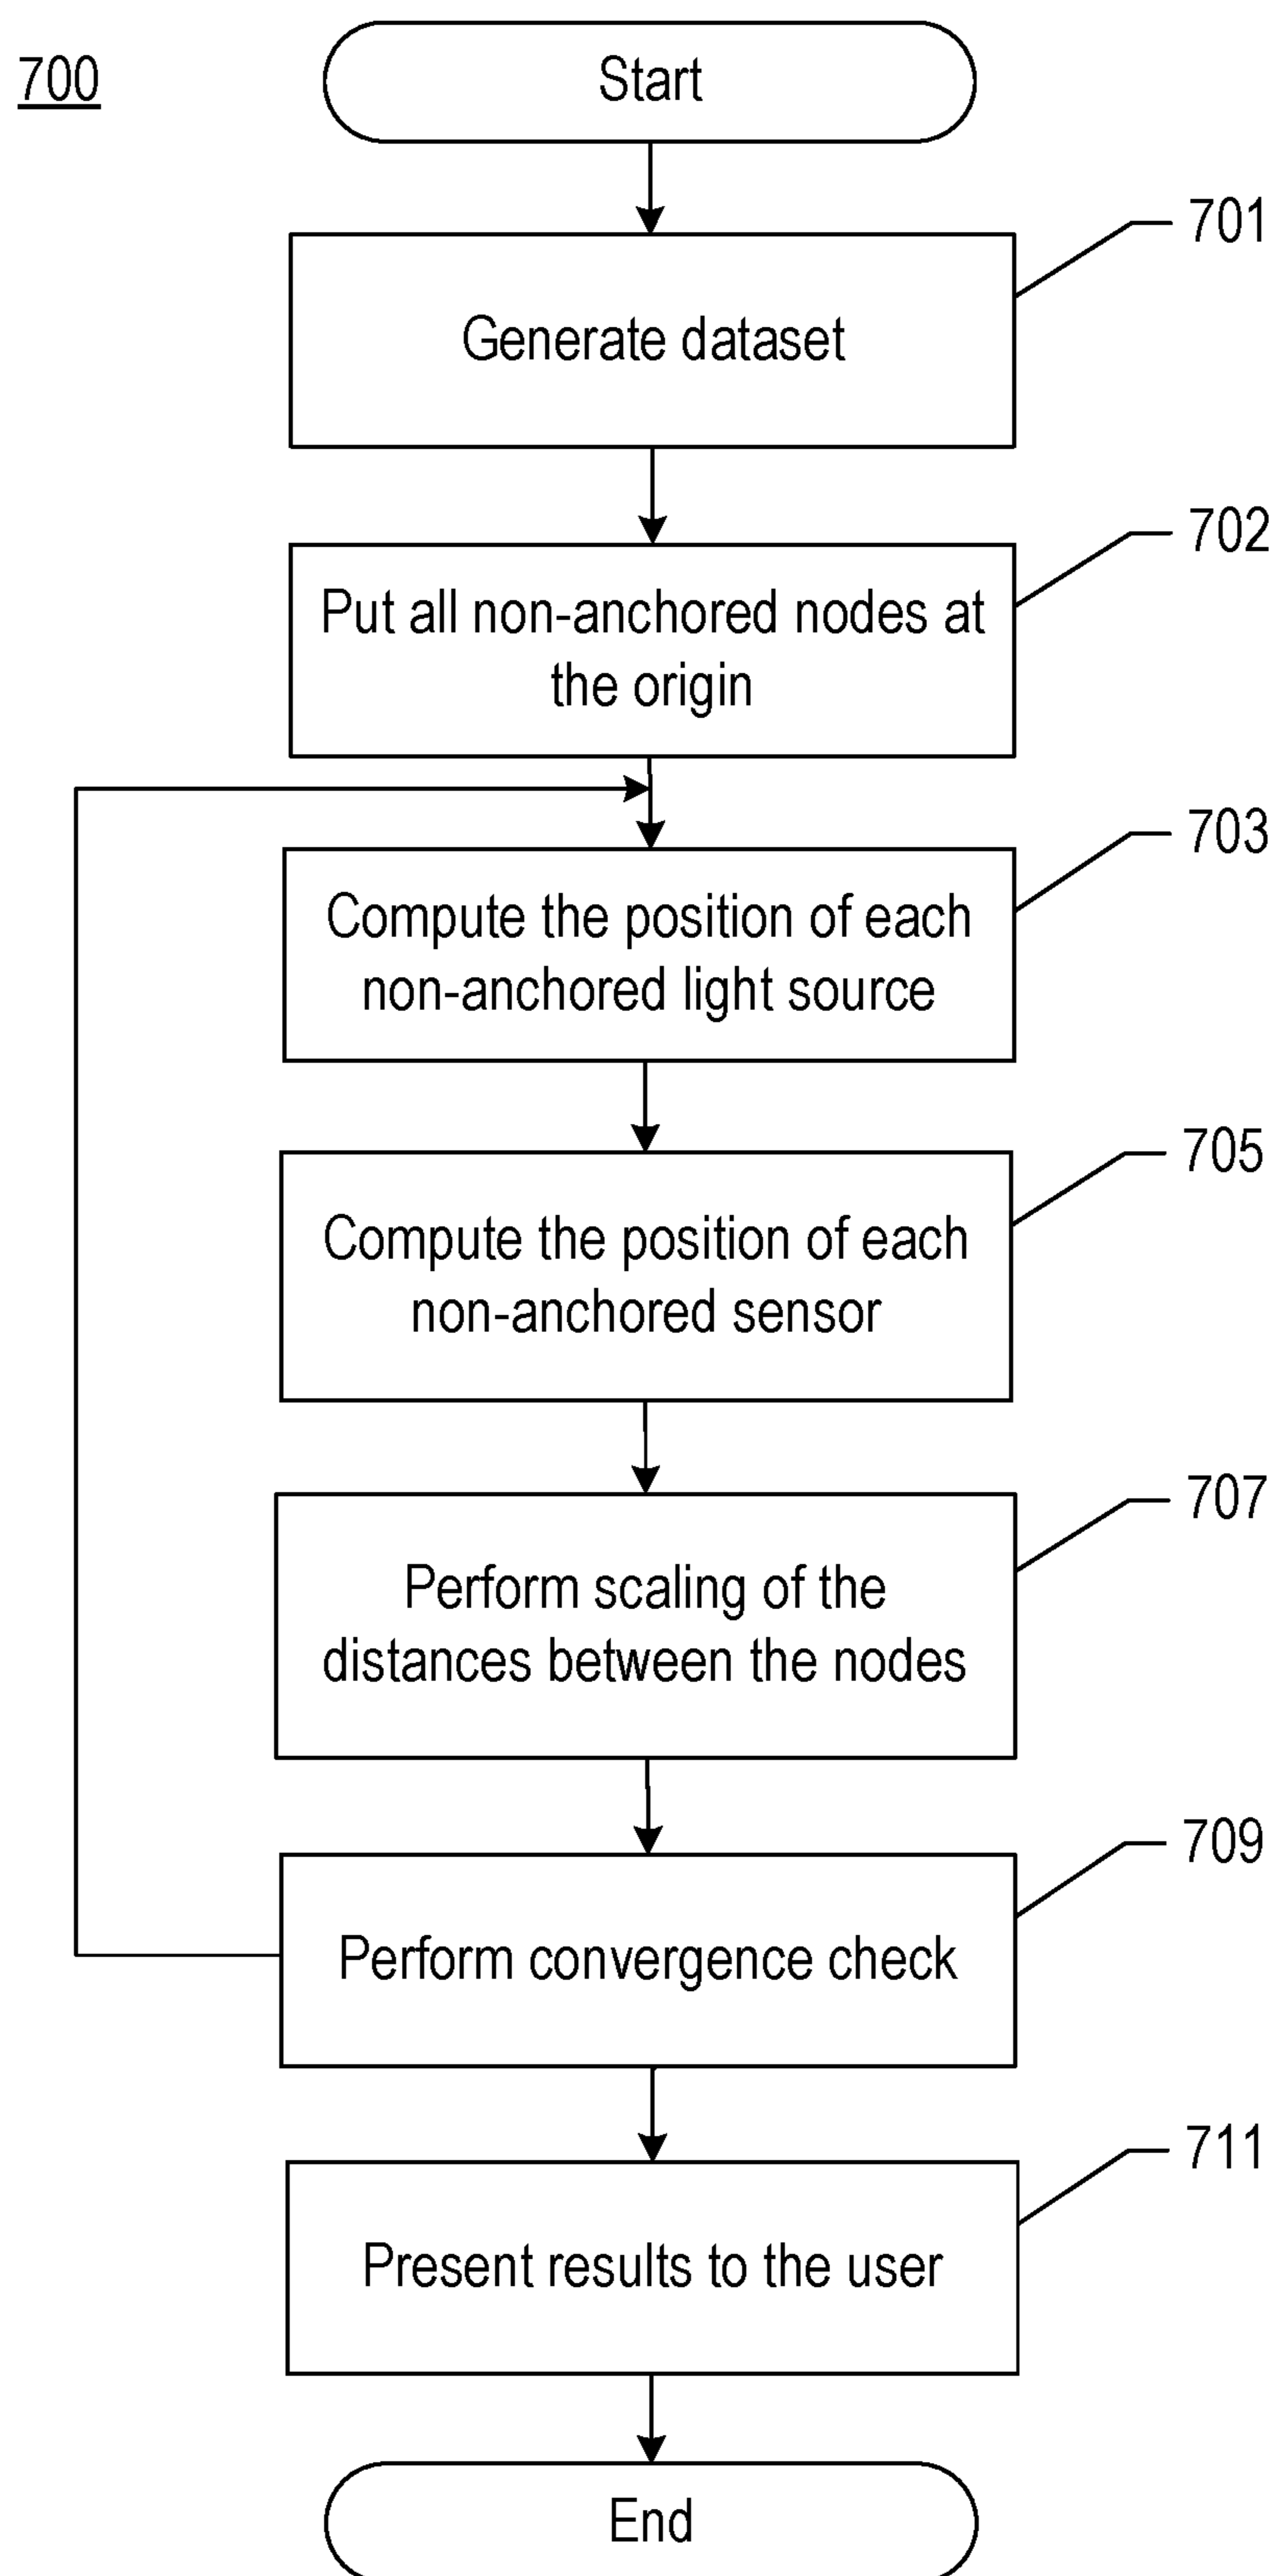 700
Start
701
Generate dataset
702
Put all non-anchored nodes at
the origin
703
Compute the position of each
non-anchored light source
705
Compute the position of each
non-anchored sensor
707
Perform scaling of the
distances between the nodes
709
Perform convergence check
711
Present results to the user
End